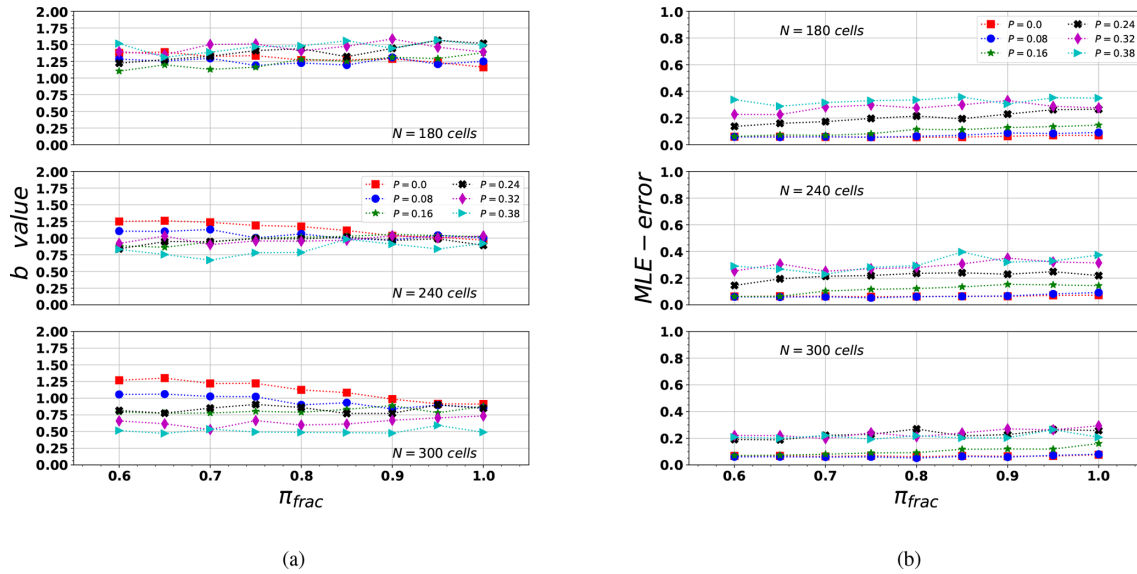 2.00
1.75
1.50
1.25
1.00
0.75
0.50
0.25
0.00
N = 180 cells
2.00
1.75
1.50
1.25
1.00
0.75
0.50
0.25
0.00
P = 0.0 P = 0.24
P = 0.08 P = 0.32
P = 0.16 P = 0.38
N = 240 cells
2.00
1.75
1.50
1.25
1.00
0.75
0.50
0.25
0.00
N = 300 cells
0.6 0.7 0.8 0.9 1.0
b value
π_frac
(a)
1.0
0.8
0.6
0.4
0.2
0.0
N = 180 cells
P = 0.0 P = 0.24
P = 0.08 P = 0.32
P = 0.16 P = 0.38
1.0
0.8
0.6
0.4
0.2
0.0
N = 240 cells
1.0
0.8
0.6
0.4
0.2
0.0
N = 300 cells
0.6 0.7 0.8 0.9 1.0
MLE − error
π_frac
(b)